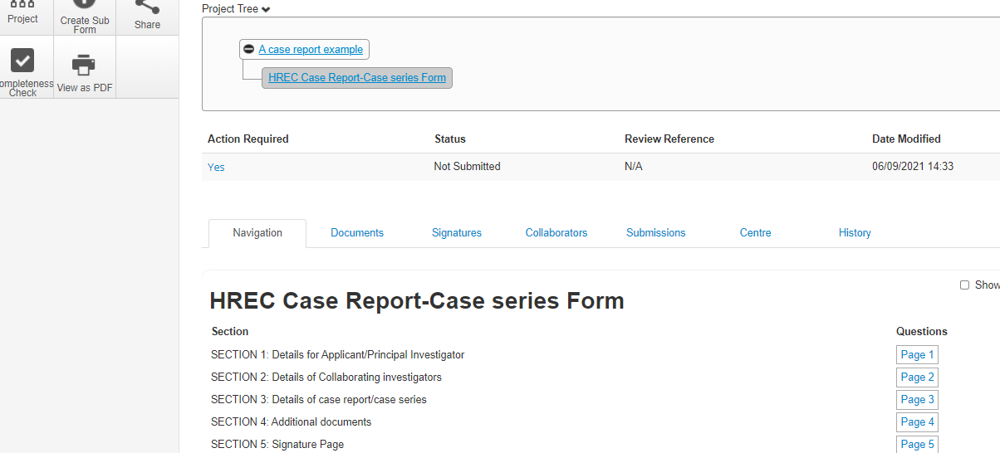 Project
Create Sub
Form
Share
ompleteness
Check
View as PDF
Project Tree
A case report example
HREC Case Report-Case series Form
Action Required Status Review Reference Date Modified
Yes Not Submitted N/A 06/09/2021 14:33
Navigation Documents Signatures Collaborators Submissions Centre History
Show
HREC Case Report-Case series Form
Section Questions
SECTION 1: Details for Applicant/Principal Investigator Page 1
SECTION 2: Details of Collaborating investigators Page 2
SECTION 3: Details of case report/case series Page 3
SECTION 4: Additional documents Page 4
SECTION 5: Signature Page Page 5